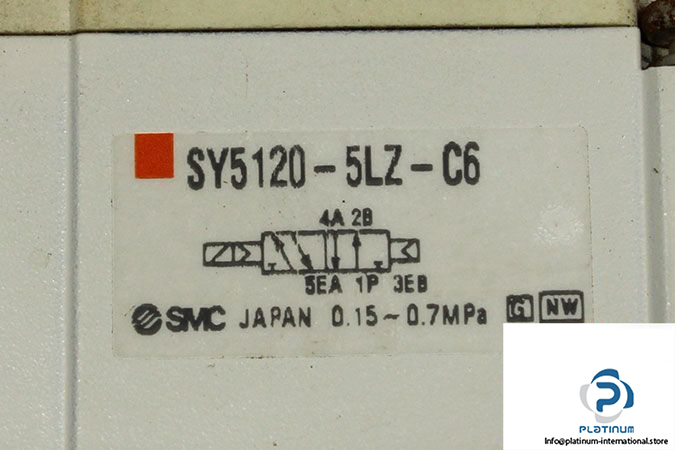 SY5120-5LZ-C6
4A 2B
5EA 1P 3EB
SMC JAPAN 0.15~0.7MPa G NW
PLATINUM
Info@platinum-international.store